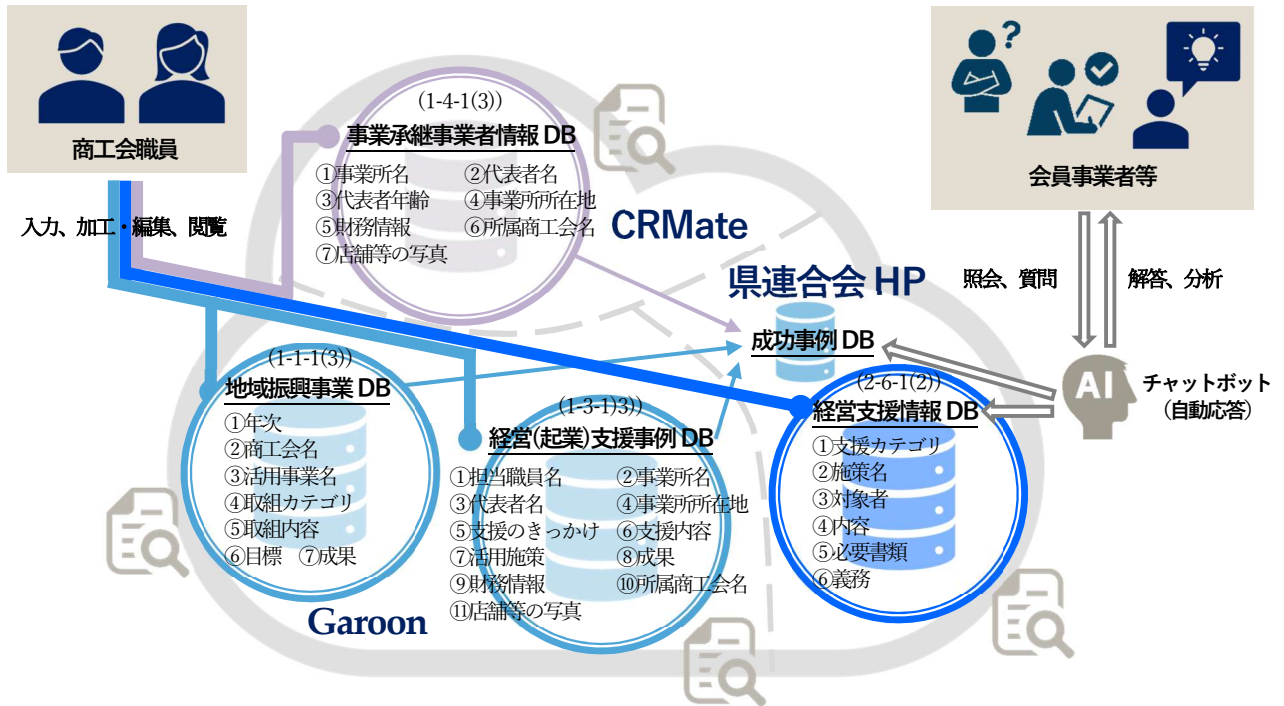 商工会職員
入力、加工・編集、閲覧
(1-4-1(3))
事業承継事業者情報 DB
①事業所名 ②代表者名
③代表者年齢 ④事業所所在地
⑤財務情報 ⑥所属商工会名
⑦店舗等の写真
CRMate
?
会員事業者等
照会、質問
解答、分析
県連合会 HP
成功事例 DB
AI
チャットボット
（自動応答）
(1-1-1(3))
地域振興事業 DB
①年次
②商工会名
③活用事業名
④取組カテゴリ
⑤取組内容
⑥目標 ⑦成果
Garoon
(1-3-1)3))
経営(起業)支援事例 DB
①担当職員名 ②事業所名
③代表者名 ④事業所所在地
⑤支援のきっかけ ⑥支援内容
⑦活用施策 ⑧成果
⑨財務情報 ⑩所属商工会名
⑪店舗等の写真
(2-6-1(2))
経営支援情報 DB
①支援カテゴリ
②施策名
③対象者
④内容
⑤必要書類
⑥義務